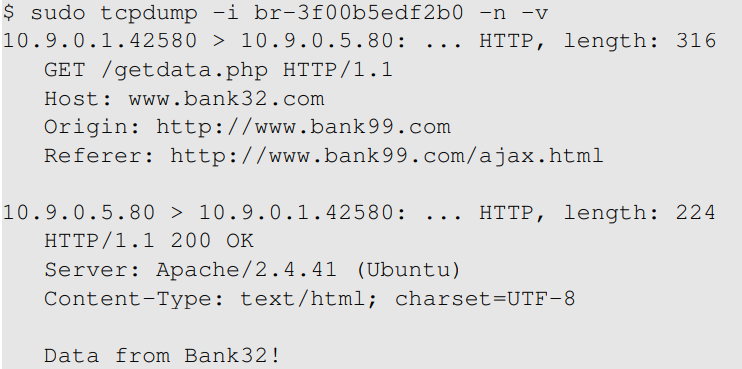 $ sudo tcpdump -i br-3f00b5edf2b0 -n -v
10.9.0.1.42580 > 10.9.0.5.80: ... HTTP, length: 316
GET /getdata.php HTTP/1.1
Host: www.bank32.com
Origin: http://www.bank99.com
Referer: http://www.bank99.com/ajax.html
10.9.0.5.80 > 10.9.0.1.42580: ... HTTP, length: 224
HTTP/1.1 200 OK
Server: Apache/2.4.41 (Ubuntu)
Content-Type: text/html; charset=UTF-8
Data from Bank32!